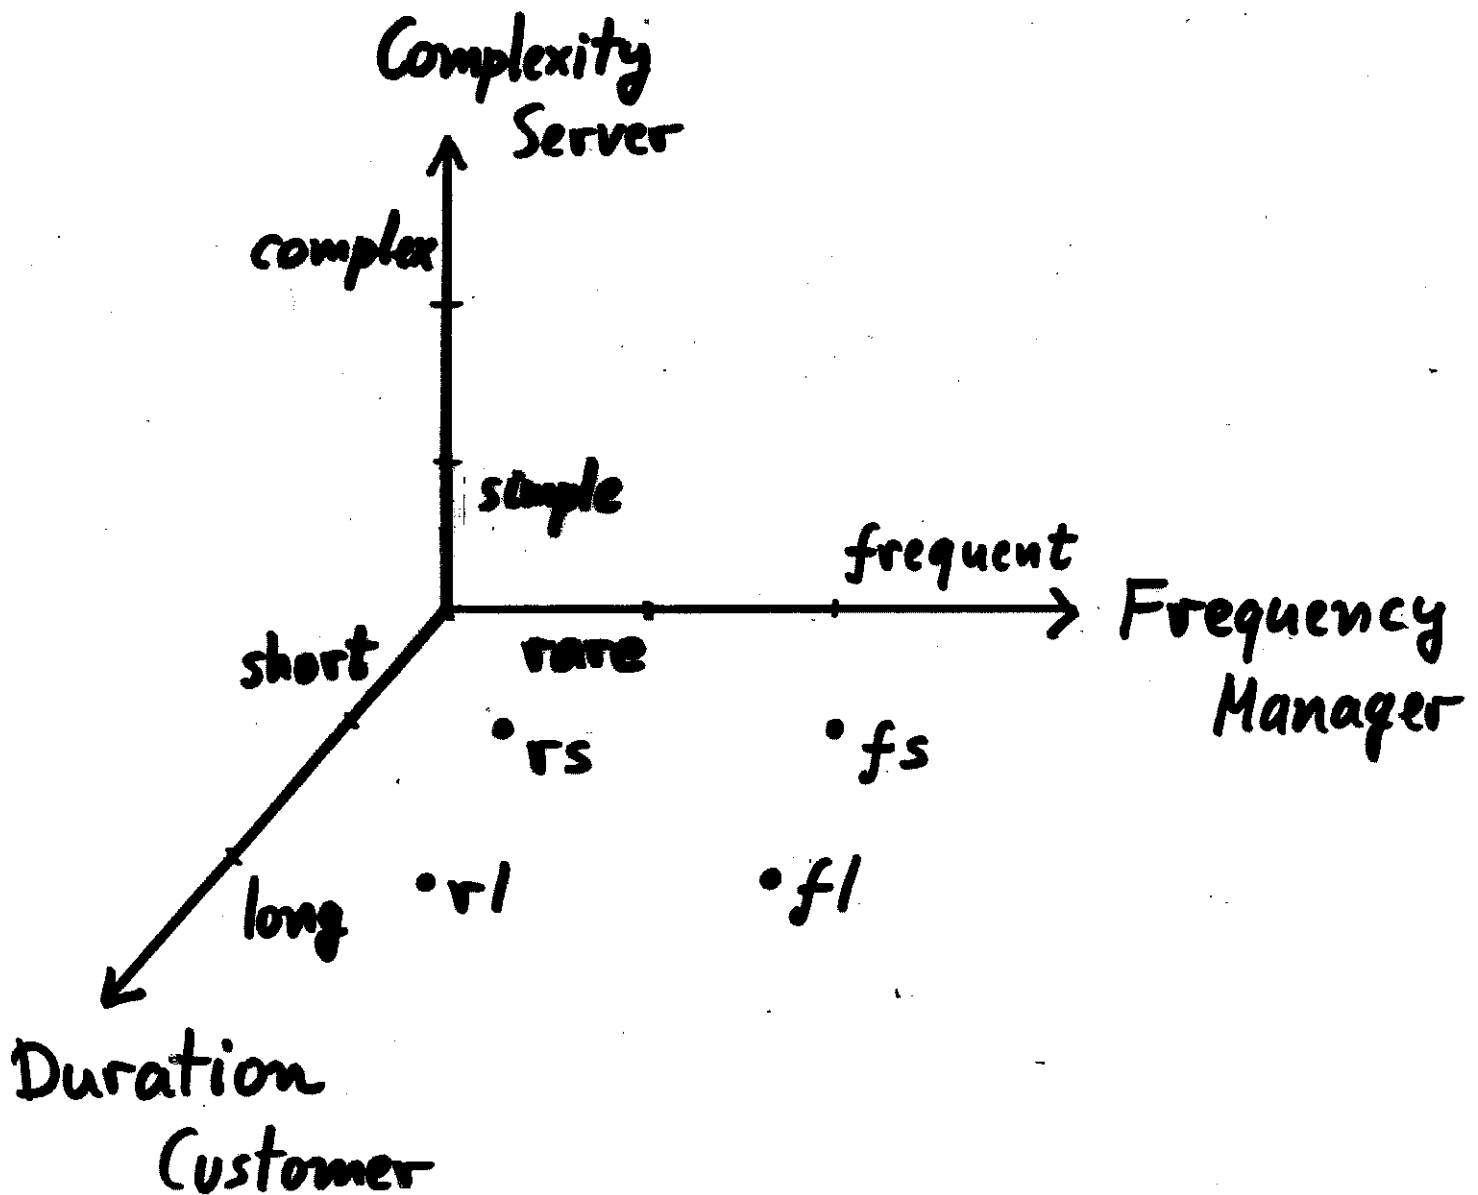 Complexity
Server
complex
simple
frequent
Frequency
Manager
rare
short
rs
fs
rl
fl
long
Duration
Customer